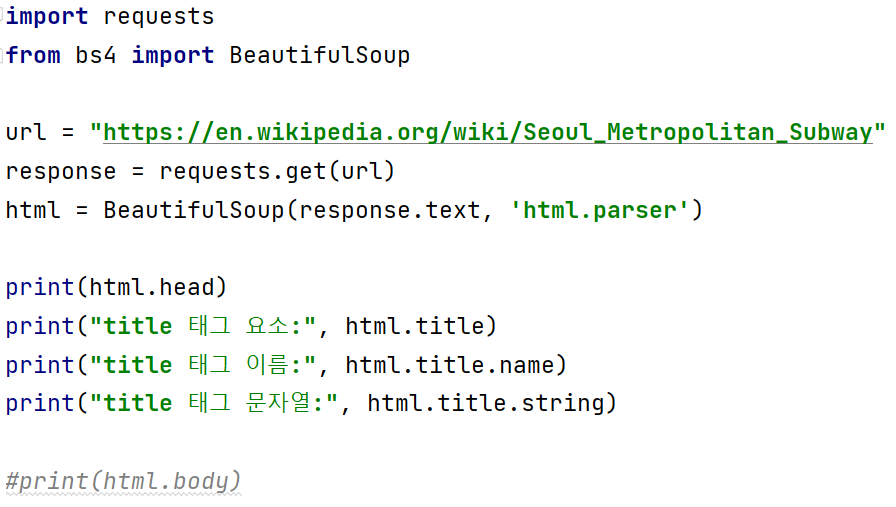 import requests
from bs4 import BeautifulSoup
url = "https://en.wikipedia.org/wiki/Seoul_Metropolitan_Subway"
response = requests.get(url)
html = BeautifulSoup(response.text, 'html.parser')
print(html.head)
print("title 태그 요소:", html.title)
print("title 태그 이름:", html.title.name)
print("title 태그 문자열:", html.title.string)
#print(html.body)